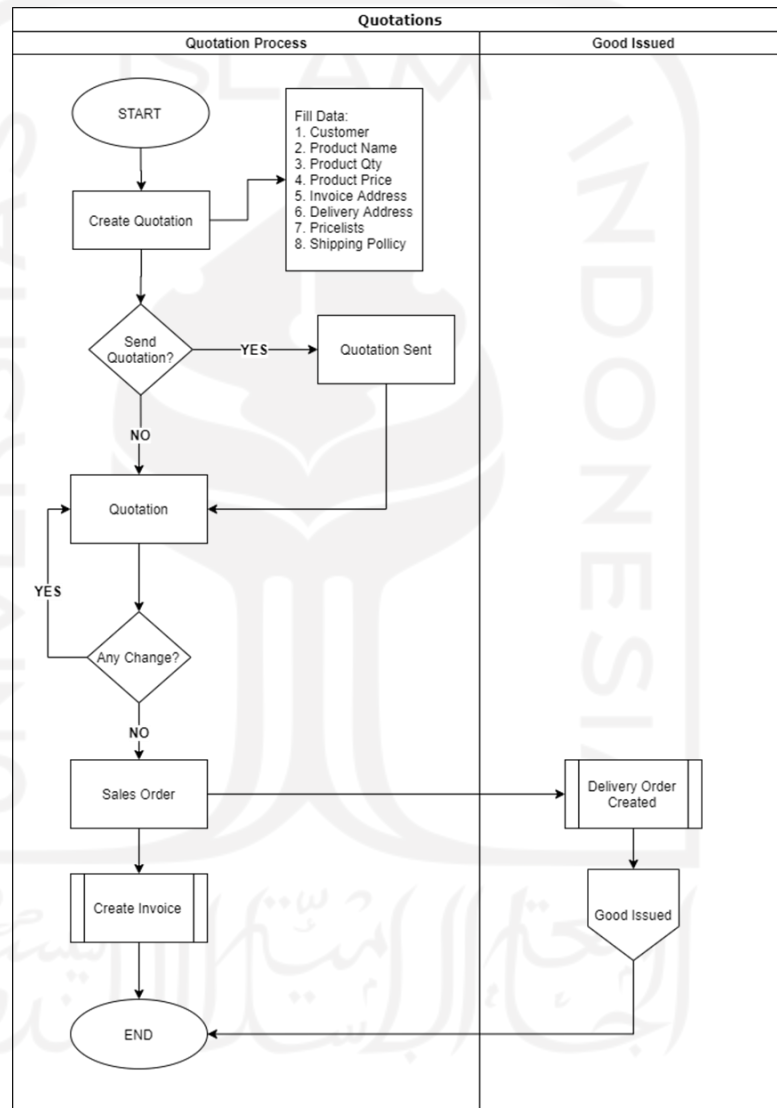 Quotations
Quotation Process
Good Issued
START
Fill Data:
1. Customer
2. Product Name
3. Product Qty
4. Product Price
5. Invoice Address
6. Delivery Address
7. Pricelists
8. Shipping Pollicy
Create Quotation
Send
Quotation?
YES
Quotation Sent
NO
Quotation
YES
Any Change?
NO
Sales Order
Delivery Order
Created
Create Invoice
Good Issued
END
ISLAM
INDONESIA